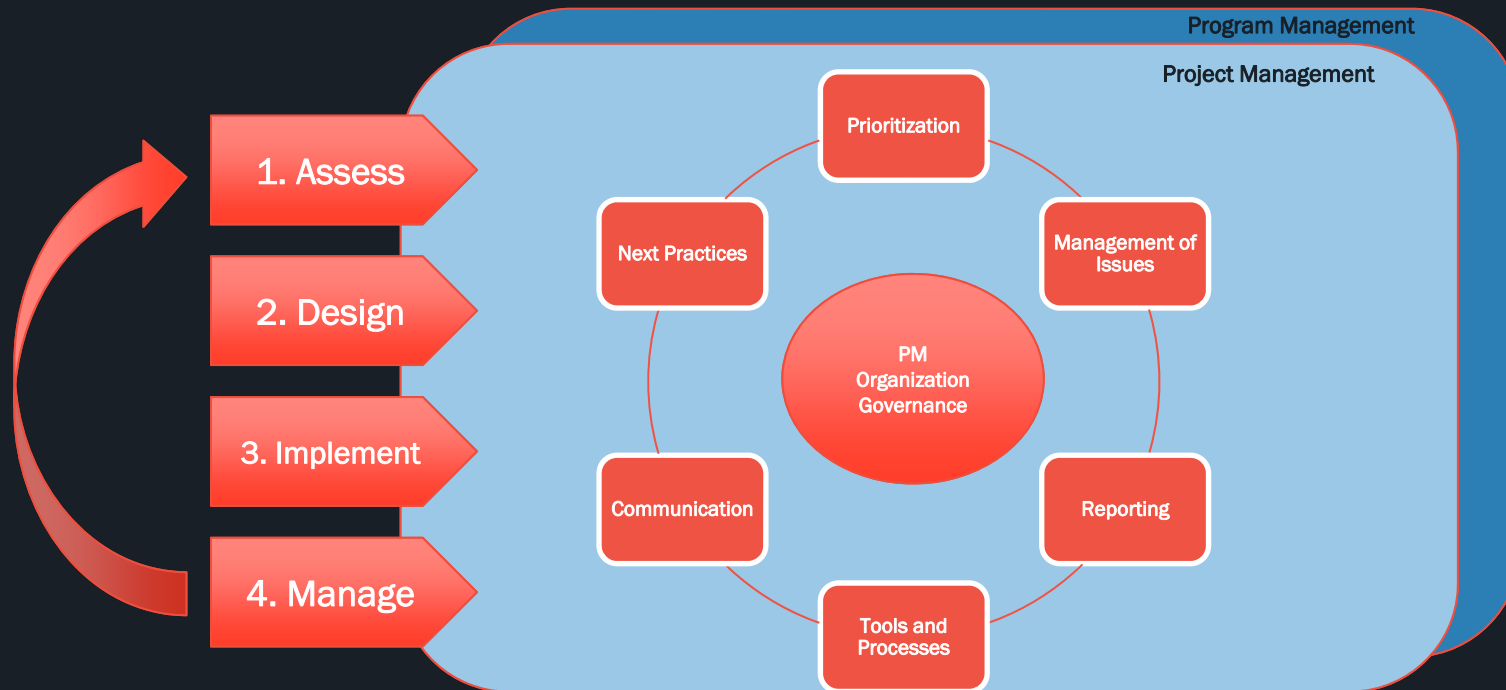 Program Management
Project Management
1. Assess
2. Design
3. Implement
4. Manage
Prioritization
Management of
Issues
Reporting
Tools and
Processes
Communication
Next Practices
PM
Organization
Governance